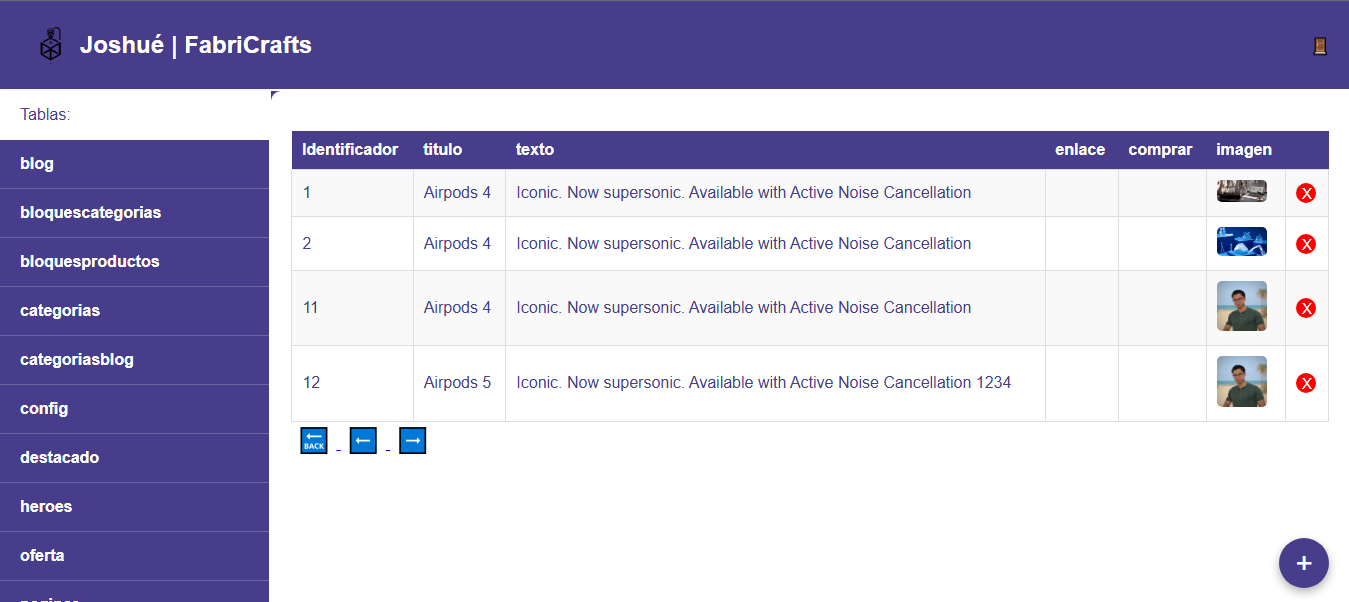 Joshué | FabriCrafts
Tablas:
blog
bloquescategorias
bloquesproductos
categorias
categoriasblog
config
destacado
heroes
oferta
Identificador titulo texto enlace comprar imagen
1 Airpods 4 Iconic. Now supersonic. Available with Active Noise Cancellation X
2 Airpods 4 Iconic. Now supersonic. Available with Active Noise Cancellation X
11 Airpods 4 Iconic. Now supersonic. Available with Active Noise Cancellation X
12 Airpods 5 Iconic. Now supersonic. Available with Active Noise Cancellation 1234 X
BACK
+